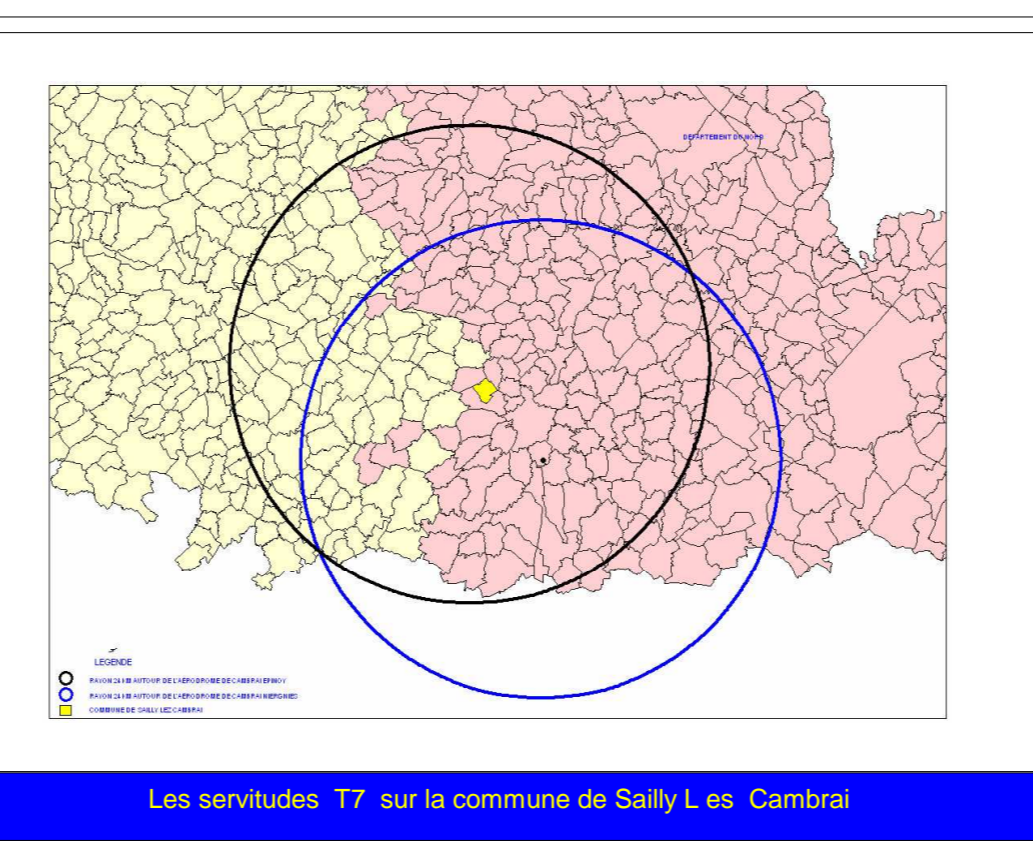 DÉPARTEMENT DU NORD
LEGENDE
RAYON 24 KM AUTOUR DE L'AÉRODROME DE CAMBRAI EPINOY
RAYON 24 KM AUTOUR DE L'AÉRODROME DE CAMBRAI NIERGNIES
COMMUNE DE SAILLY LEZ CAMBRAI
Les servitudes T7 sur la commune de Sailly L es Cambrai